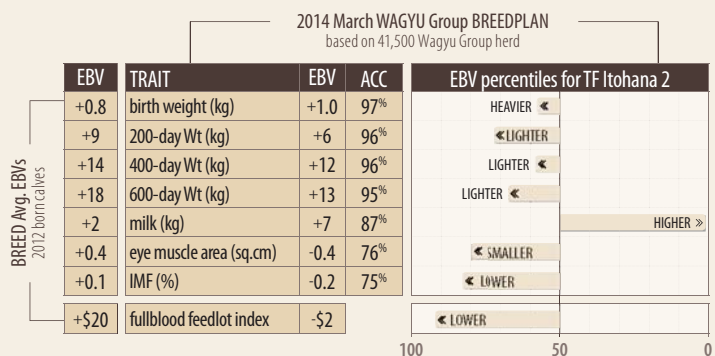 2014 March WAGYU Group BREEDPLAN
based on 41,500 Wagyu Group herd
EBV TRAIT EBV ACC EBV percentiles for TF Itohana 2
+0.8 birth weight (kg) +1.0 97% HEAVIER «
+9 200-day Wt (kg) +6 96% «LIGHTER
+14 400-day Wt (kg) +12 96% LIGHTER «
+18 600-day Wt (kg) +13 95% LIGHTER «
+2 milk (kg) +7 87% HIGHER »
+0.4 eye muscle area (sq.cm) -0.4 76% « SMALLER
+0.1 IMF (%) -0.2 75% « LOWER
+$20 fullblood feedlot index -$2 « LOWER
BREED Avg. EBVs
2012 born calves
100 50 0